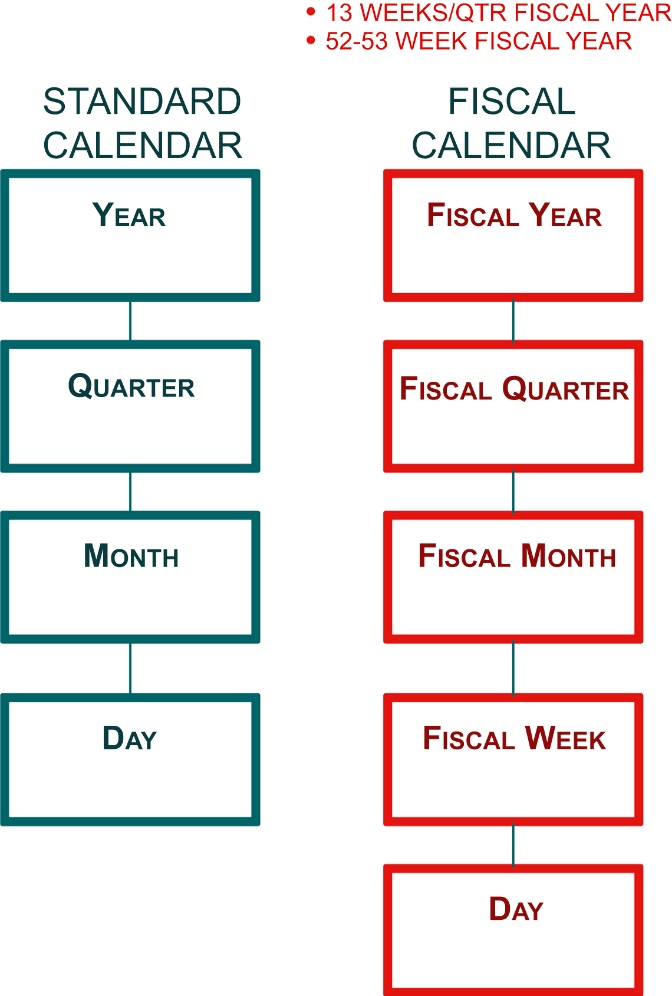 • 13 WEEKS/QTR FISCAL YEAR
• 52-53 WEEK FISCAL YEAR
STANDARD
CALENDAR
YEAR
QUARTER
MONTH
DAY
FISCAL
CALENDAR
FISCAL YEAR
FISCAL QUARTER
FISCAL MONTH
FISCAL WEEK
DAY